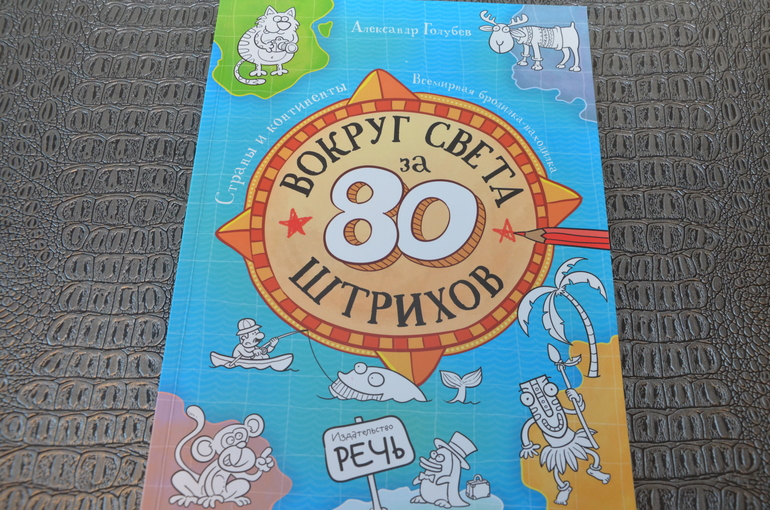 Александр Голубев
Страны и континенты
Всемирная бродилка-находилка
ВОКРУГ СВЕТА
за
80
ШТРИХОВ
Издательство
РЕЧЬ